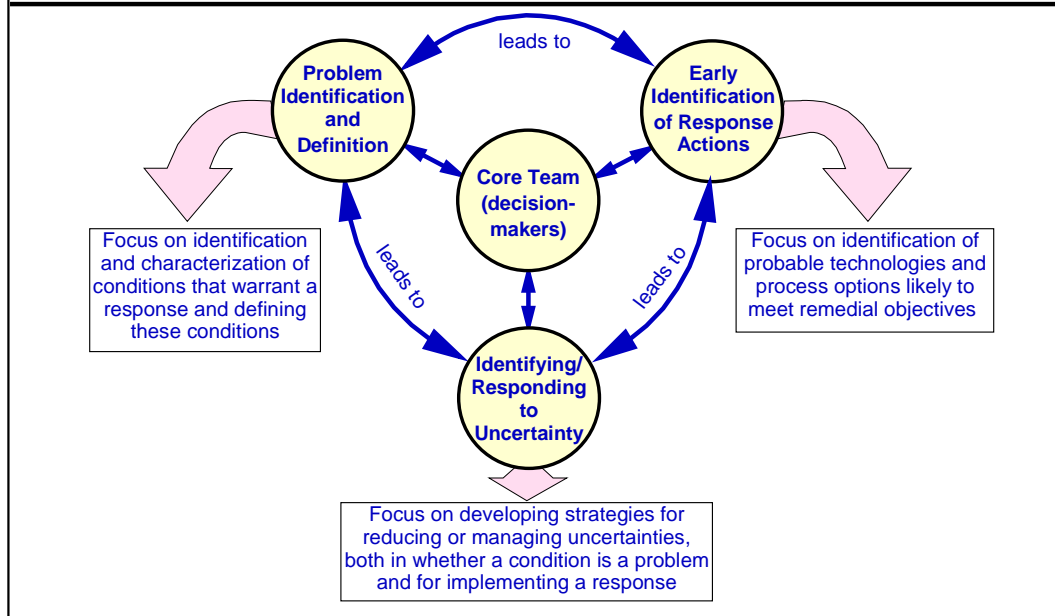 leads to
Problem
Identification
and
Definition
Early
Identification
of Response
Actions
Core Team
(decision-
makers)
Focus on identification
and characterization of
conditions that warrant a
response and defining
these conditions
leads to
leads to
Focus on identification of
probable technologies and
process options likely to
meet remedial objectives
Identifying/
Responding
to
Uncertainty
Focus on developing strategies for
reducing or managing uncertainties,
both in whether a condition is a problem
and for implementing a response